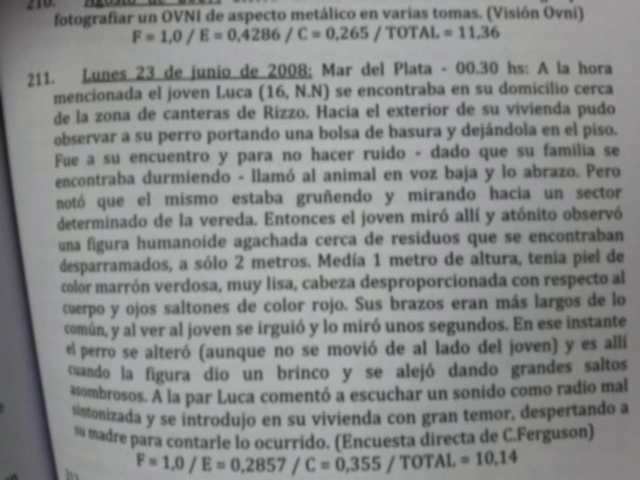 fotografiar un OVNI de aspecto metálico en varias tomas. (Visión Ovni)
F = 1,0 / E = 0,4286 / C = 0,265 / TOTAL = 11,36
211. Lunes 23 de junio de 2008: Mar del Plata - 00.30 hs: A la hora
mencionada el joven Luca (16, N.N) se encontraba en su domicilio cerca
de la zona de canteras de Rizzo. Hacia el exterior de su vivienda pudo
observar a su perro portando una bolsa de basura y dejándola en el piso.
Fue a su encuentro y para no hacer ruido - dado que su familia se
encontraba durmiendo - llamó al animal en voz baja y lo abrazo. Pero
notó que el mismo estaba gruñendo y mirando hacia un sector
determinado de la vereda. Entonces el joven miró allí y atónito observó
una figura humanoide agachada cerca de residuos que se encontraban
desparramados, a sólo 2 metros. Medía 1 metro de altura, tenia piel de
color marrón verdosa, muy lisa, cabeza desproporcionada con respecto al
cuerpo y ojos saltones de color rojo. Sus brazos eran más largos de lo
común, y al ver al joven se irguió y lo miró unos segundos. En ese instante
el perro se alteró (aunque no se movió de al lado del joven) y es allí
cuando la figura dio un brinco y se alejó dando grandes saltos
asombrosos. A la par Luca comentó a escuchar un sonido como radio mal
sintonizada y se introdujo en su vivienda con gran temor, despertando a
su madre para contarle lo ocurrido. (Encuesta directa de C.Ferguson)
F = 1,0 / E = 0,2857 / C = 0,355 / TOTAL = 10,14